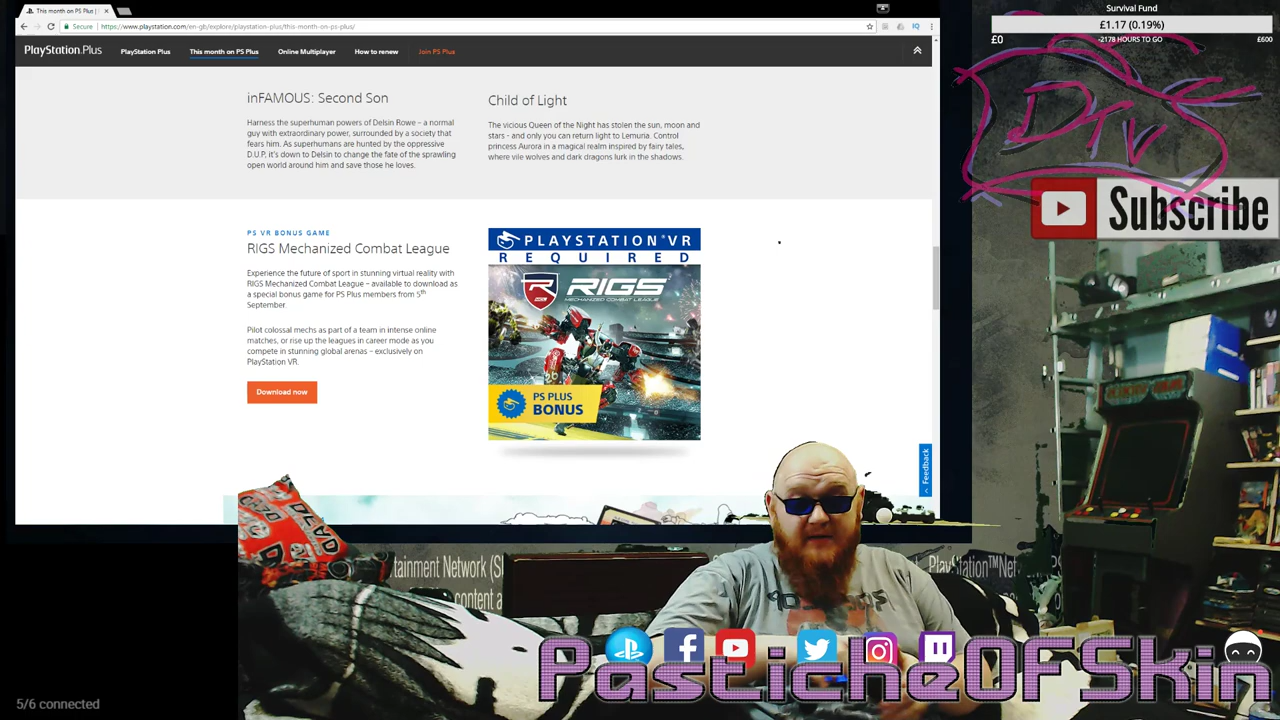 This month on PS Plus |
Secure
https://www.playstation.com/en-gb/explore/playstation-plus/this-month-on-ps-plus/
PlayStation.Plus
PlayStation Plus
This month on PS Plus
Online Multiplayer
How to renew
Join PS Plus
inFAMOUS: Second Son
Harness the superhuman powers of Delsin Rowe – a normal
guy with extraordinary power, surrounded by a society that
fears him. As superhumans are hunted by the oppressive
D.U.P, it's down to Delsin to change the fate of the sprawling
open world around him and save those he loves.
Child of Light
The vicious Queen of the Night has stolen the sun, moon and
stars - and only you can return light to Lemuria. Control
princess Aurora in a magical realm inspired by fairy tales,
where vile wolves and dark dragons lurk in the shadows.
PS VR BONUS GAME
RIGS Mechanized Combat League
Experience the future of sport in stunning virtual reality with
RIGS Mechanized Combat League – available to download as
a special bonus game for PS Plus members from 5th
September.
Pilot colossal mechs as part of a team in intense online
matches, or rise up the leagues in career mode as you
compete in stunning global arenas – exclusively on
PlayStation VR.
Download now
PLAYSTATION®VR
REQUIRED
RIGS
MECHANIZED COMBAT LEAGUE
PS PLUS
BONUS
Feedback
Survival Fund
£1.17 (0.19%)
£0
-2178 HOURS TO GO
£600
Subscribe
tainment Network (S
content a
PlayStation™Net
PasticheOFSkin
5/6 connected